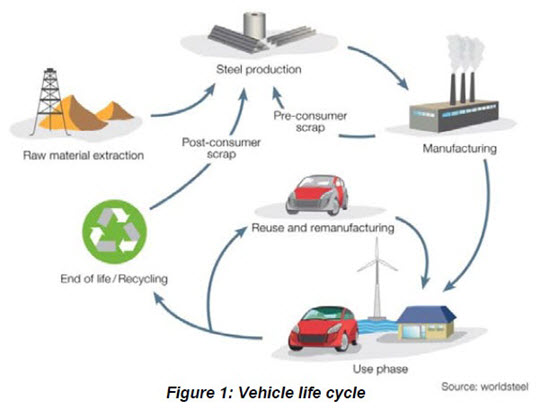 Steel production
Pre-consumer
scrap
Post-consumer
scrap
Raw material extraction
Manufacturing
Reuse and remanufacturing
End of life/Recycling
Use phase
Source: worldsteel
Figure 1: Vehicle life cycle